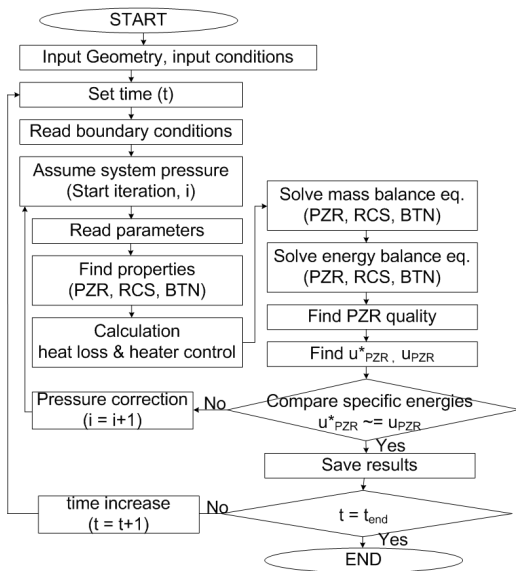 START
Input Geometry, input conditions
Set time (t)
Read boundary conditions
Assume system pressure
(Start iteration, i)
Read parameters
Find properties
(PZR, RCS, BTN)
Calculation
heat loss & heater control
Solve mass balance eq.
(PZR, RCS, BTN)
Solve energy balance eq.
(PZR, RCS, BTN)
Find PZR quality
Find u*PZR , uPZR
Compare specific energies
u*PZR ~= uPZR
No
Pressure correction
(i = i+1)
Yes
Save results
t = tend
No
time increase
(t = t+1)
Yes
END